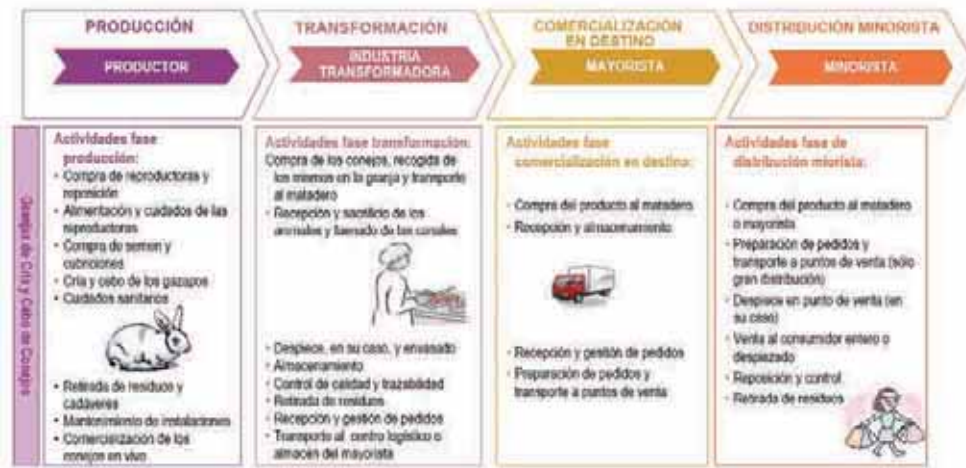 PRODUCCIÓN
PRODUCTOR
TRANSFORMACIÓN
INDUSTRIA
TRANSFORMADORA
COMERCIALIZACIÓN
EN DESTINO
MAYORISTA
DISTRIBUCIÓN MINORISTA
MINORISTA
Granjas de Cría y Cebo de Conejos
Actividades fase
producción:
• Compra de reproductoras y
reposición
• Alimentación y cuidados de las
reproductoras
• Compra de semen y
cubriciones
• Cría y cebo de los gazapos
• Cuidados sanitarios
• Retirada de residuos y
cadáveres
• Mantenimiento de instalaciones
• Comercialización de los
conejos en vivo
Actividades fase transformación:
Compra de los conejos, recogida de
los mismos en la granja y transporte
al matadero
• Recepción y sacrificio de los
animales y faenado de las canales
• Despiece, en su caso, y envasado
• Almacenamiento
• Control de calidad y trazabilidad
• Retirada de residuos
• Recepción y gestión de pedidos
• Transporte al centro logístico o
almacén del mayorista
Actividades fase
comercialización en destino:
• Compra del producto al matadero
• Recepción y almacenamiento
• Recepción y gestión de pedidos
• Preparación de pedidos y
transporte a puntos de venta
Actividades fase de
distribución miorista:
• Compra del producto al matadero
o mayorista
• Preparación de pedidos y
transporte a puntos de venta (sólo
gran distribución)
• Despiece en punto de venta (en
su caso)
• Venta al consumidor entero o
despiezado
• Reposición y control
• Retirada de residuos